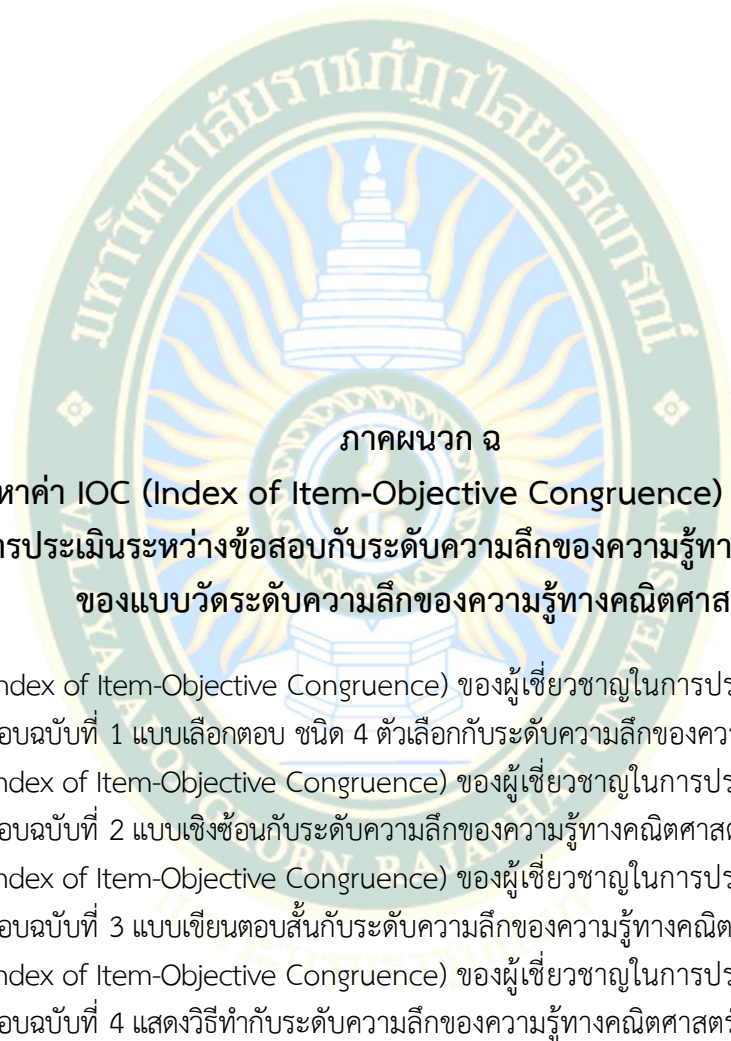 มหาวิทยาลัยราชภัฏวไลยอลงกรณ์
ภาคผนวก ฉ
หาค่า IOC (Index of Item-Objective Congruence)
ารประเมินระหว่างข้อสอบกับระดับความลึกของความรู้ทา
ของแบบวัดระดับความลึกของความรู้ทางคณิตศาส
ndex of Item-Objective Congruence) ของผู้เชี่ยวชาญในการปร
อบฉบับที่ 1 แบบเลือกตอบ ชนิด 4 ตัวเลือกกับระดับความลึกของควา
ndex of Item-Objective Congruence) ของผู้เชี่ยวชาญในการปร
อบฉบับที่ 2 แบบเชิงซ้อนกับระดับความลึกของความรู้ทางคณิตศาสต
ndex of Item-Objective Congruence) ของผู้เชี่ยวชาญในการปร
อบฉบับที่ 3 แบบเขียนตอบสั้นกับระดับความลึกของความรู้ทางคณิต
ndex of Item-Objective Congruence) ของผู้เชี่ยวชาญในการปร
อบฉบับที่ 4 แสดงวิธีทำกับระดับความลึกของความรู้ทางคณิตศาสตร์
VALAYA ALONGKORN RAJABHAT UNIVERSITY